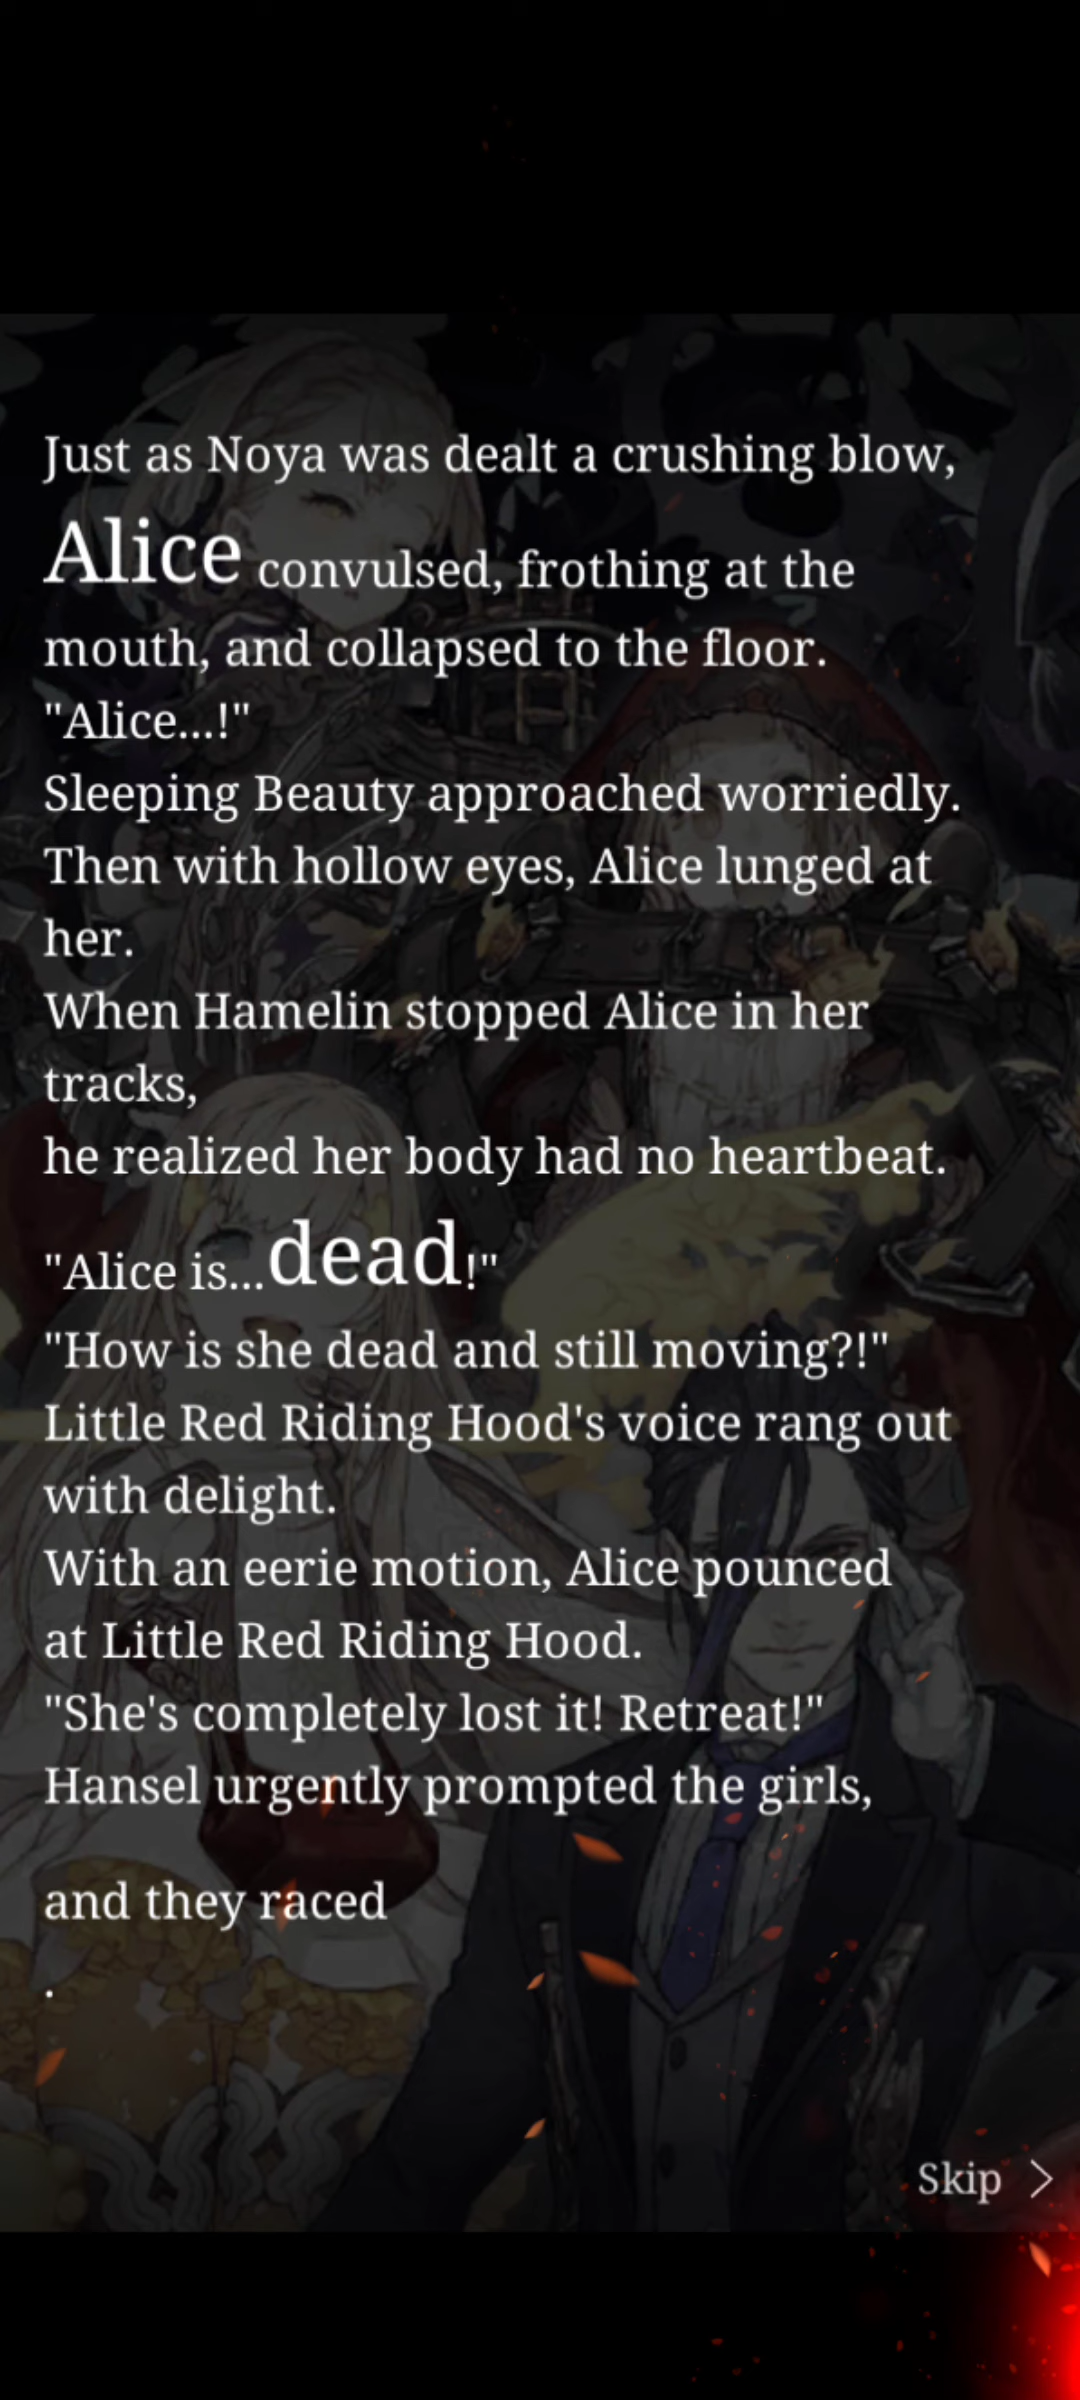 Just as Noya was dealt a crushing blow,
Alice convulsed, frothing at the
mouth, and collapsed to the floor.
"Alice...!"
Sleeping Beauty approached worriedly.
Then with hollow eyes, Alice lunged at
her.
When Hamelin stopped Alice in her
tracks,
he realized her body had no heartbeat.
"Alice is...dead!"
"How is she dead and still moving?!"
Little Red Riding Hood's voice rang out
with delight.
With an eerie motion, Alice pounced
at Little Red Riding Hood.
"She's completely lost it! Retreat!"
Hansel urgently prompted the girls,
and they raced
.
Skip >